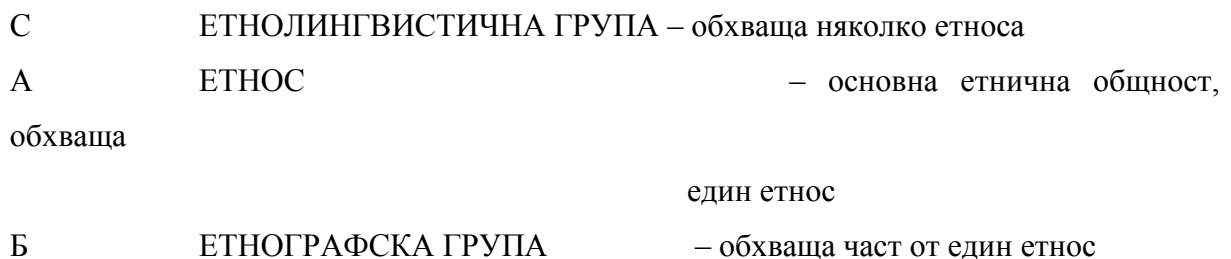 С ЕТНОЛИНГВИСТИЧНА ГРУПА – обхваща няколко етноса
А ЕТНОС – основна етнична общност,
обхваща
един етнос
Б ЕТНОГРАФСКА ГРУПА – обхваща част от един етнос